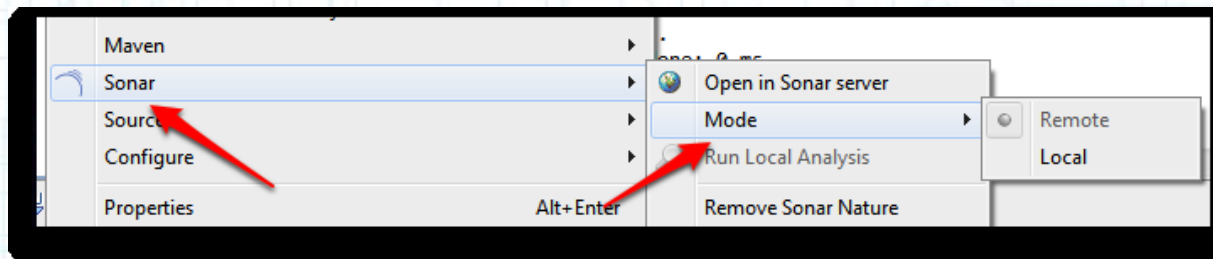 Maven
Sonar
Source
Configure
Properties Alt+Enter
Open in Sonar server
Mode
Run Local Analysis
Remove Sonar Nature
Remote
Local